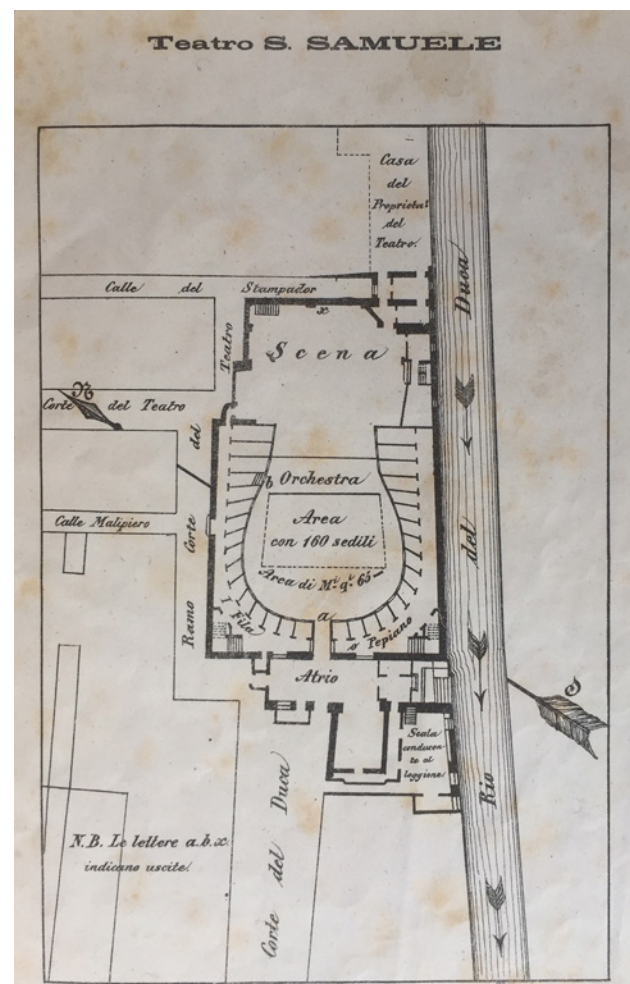 Teatro S. SAMUELE
Casa
del
Proprieta.
del
Teatro.
Calle del Stampador
x
Scena
Rio del Duca
Ramo Corte del Teatro
N
Corte del Teatro
b Orchestra
Area
con 160 sedili
Calle Malipiero
Area di M.i q.i 65
a
I Fila o Pepiano
Atrio
S
Scala
conducen-
te al
loggione
Corte del Duca
N.B. Le lettere a.b.x.
indicano uscite.